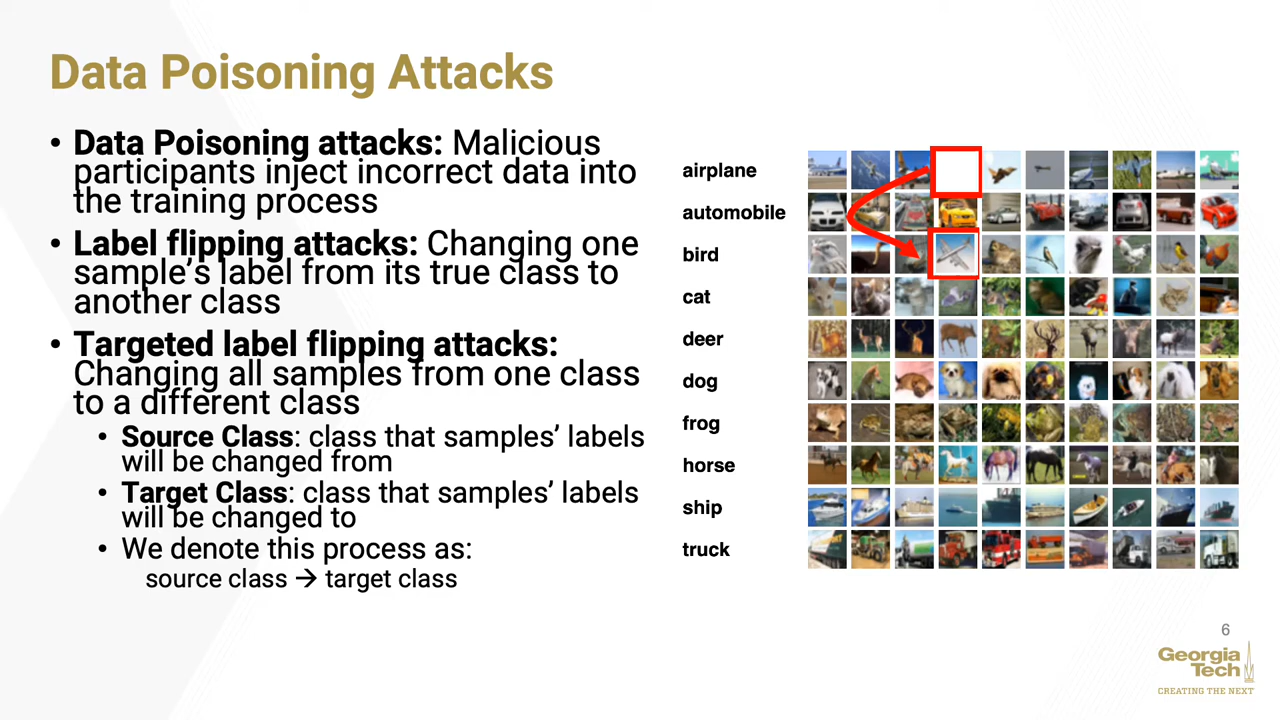 Data Poisoning Attacks
• Data Poisoning attacks: Malicious
participants inject incorrect data into
the training process
• Label flipping attacks: Changing one
sample's label from its true class to
another class
• Targeted label flipping attacks:
Changing all samples from one class
to a different class
• Source Class: class that samples' labels
will be changed from
• Target Class: class that samples' labels
will be changed to
• We denote this process as:
source class → target class
airplane
automobile
bird
cat
deer
dog
frog
horse
ship
truck
6
Georgia
Tech
CREATING THE NEXT